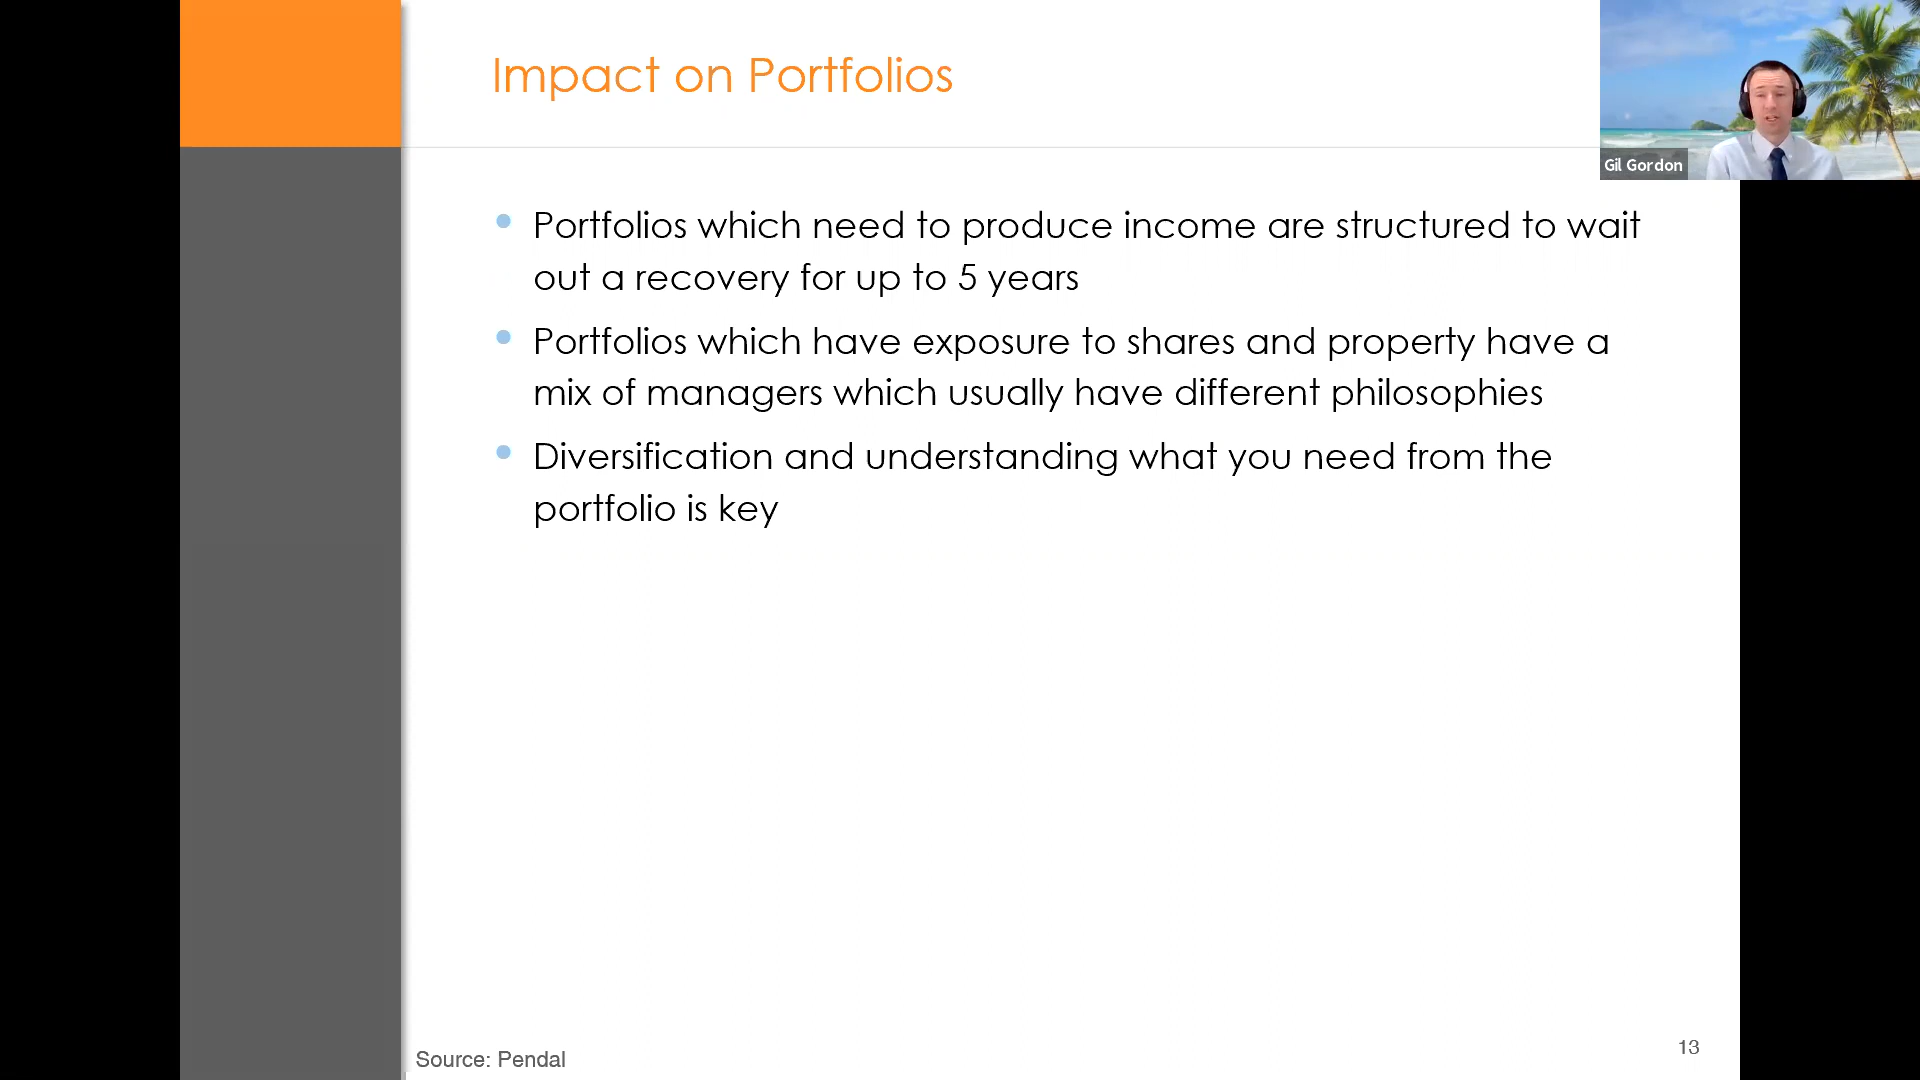 Impact on Portfolios
Gil Gordon
Portfolios which need to produce income are structured to wait
out a recovery for up to 5 years
Portfolios which have exposure to shares and property have a
mix of managers which usually have different philosophies
Diversification and understanding what you need from the
portfolio is key
Source: Pendal
13